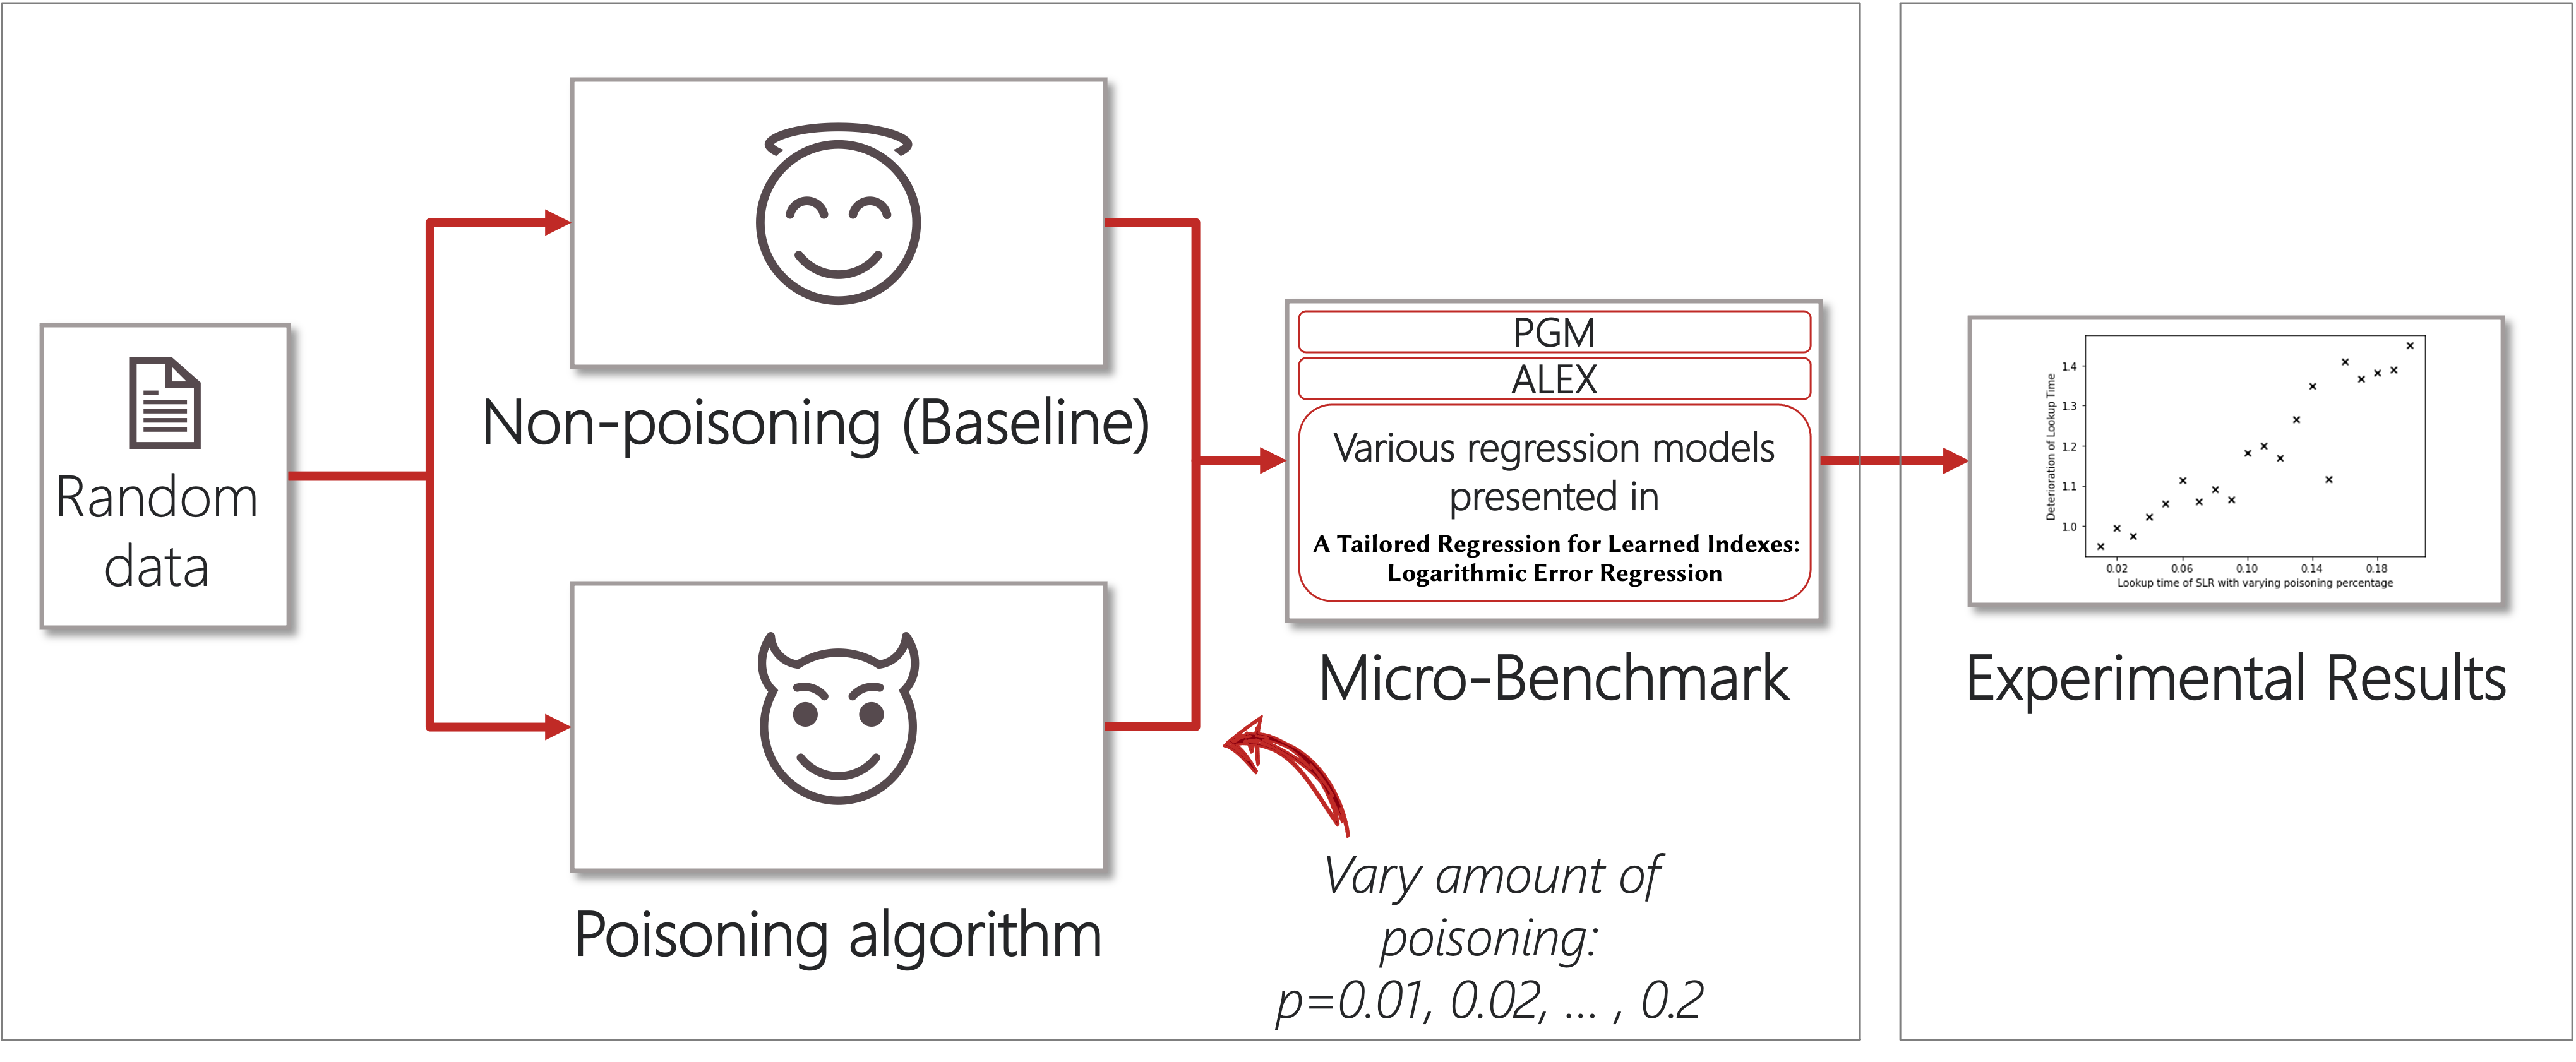 Random
data
Non-poisoning (Baseline)
Poisoning algorithm
PGM
ALEX
Various regression models
presented in
A Tailored Regression for Learned Indexes:
Logarithmic Error Regression
Micro-Benchmark
Vary amount of
poisoning:
p=0.01, 0.02, ... , 0.2
Deterioration of Lookup Time
1.4
1.3
1.2
1.1
1.0
0.02 0.06 0.10 0.14 0.18
Lookup time of SLR with varying poisoning percentage
Experimental Results